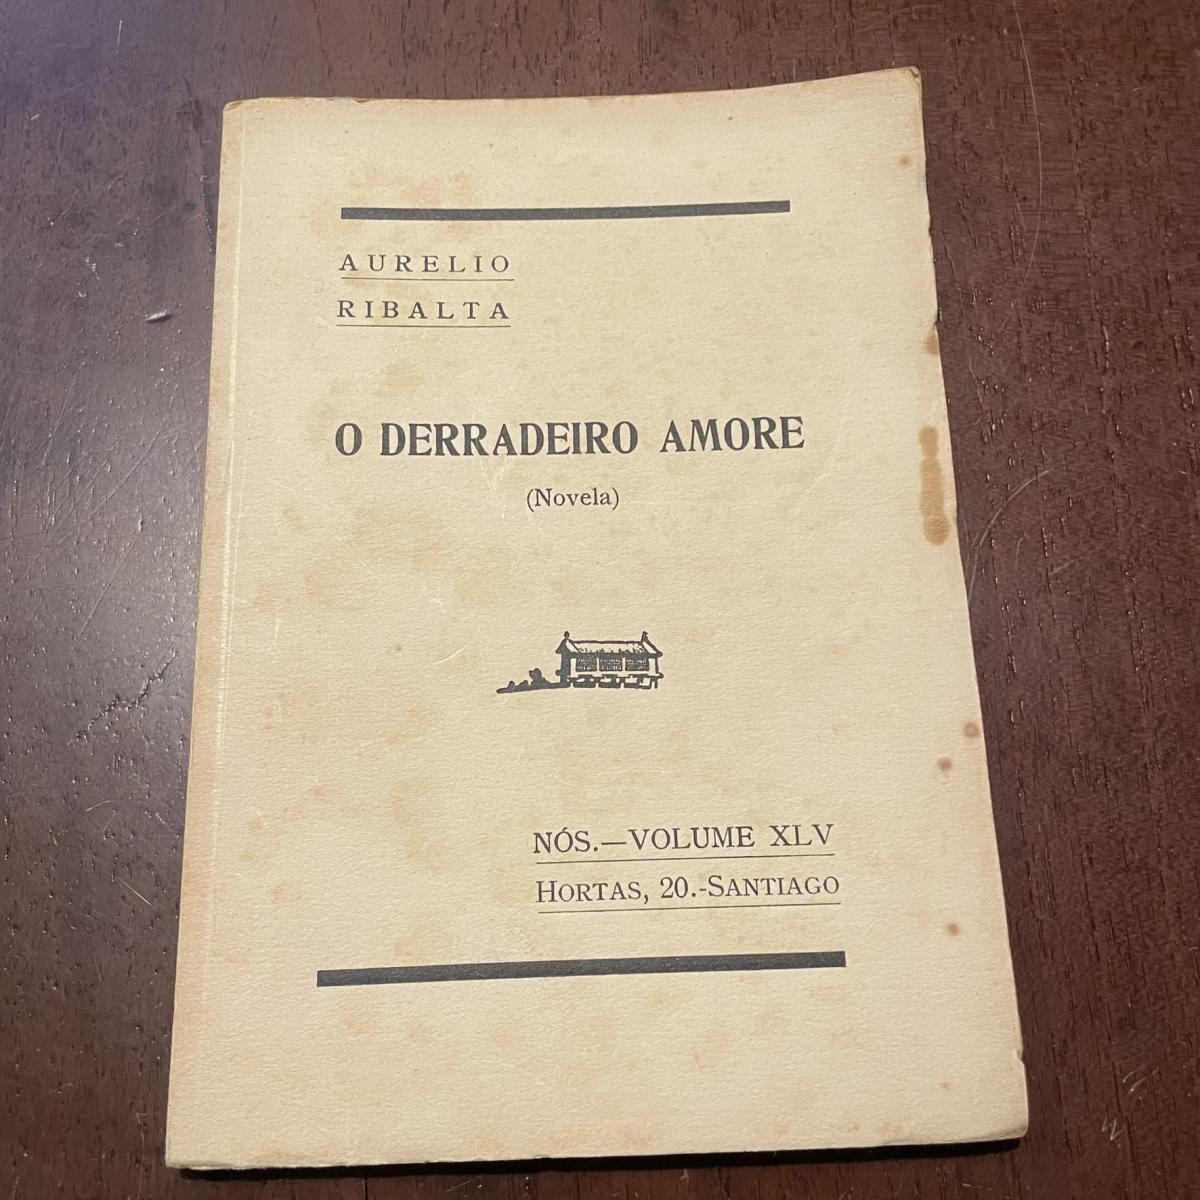 AURELIO
RIBALTA
O DERRADEIRO AMORE
(Novela)
NÓS.—VOLUME XLV
HORTAS, 20.-SANTIAGO